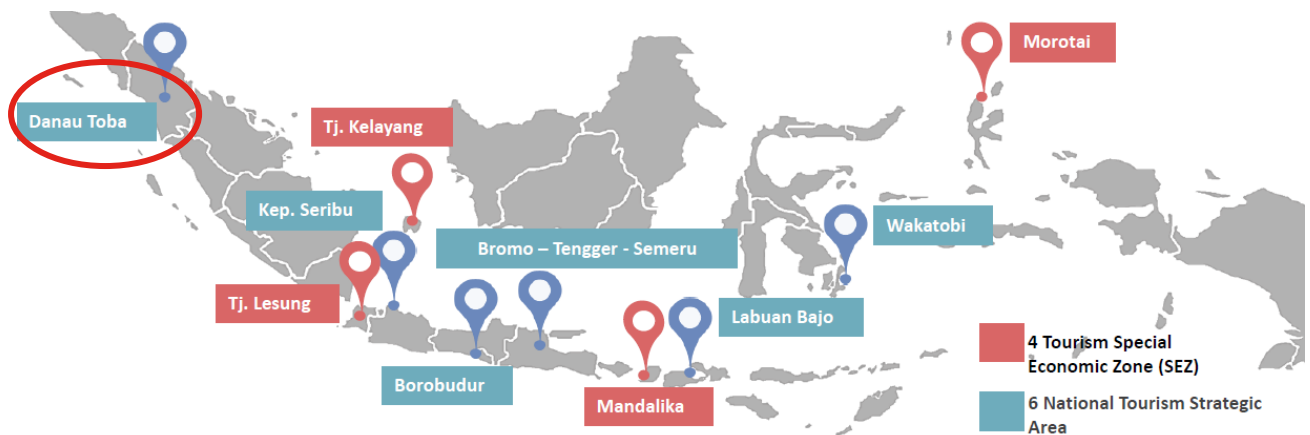 Morotai
Danau Toba
Tj. Kelayang
Kep. Seribu
Wakatobi
Bromo – Tengger - Semeru
Tj. Lesung
Labuan Bajo
4 Tourism Special
Economic Zone (SEZ)
Borobudur
Mandalika
6 National Tourism Strategic
Area